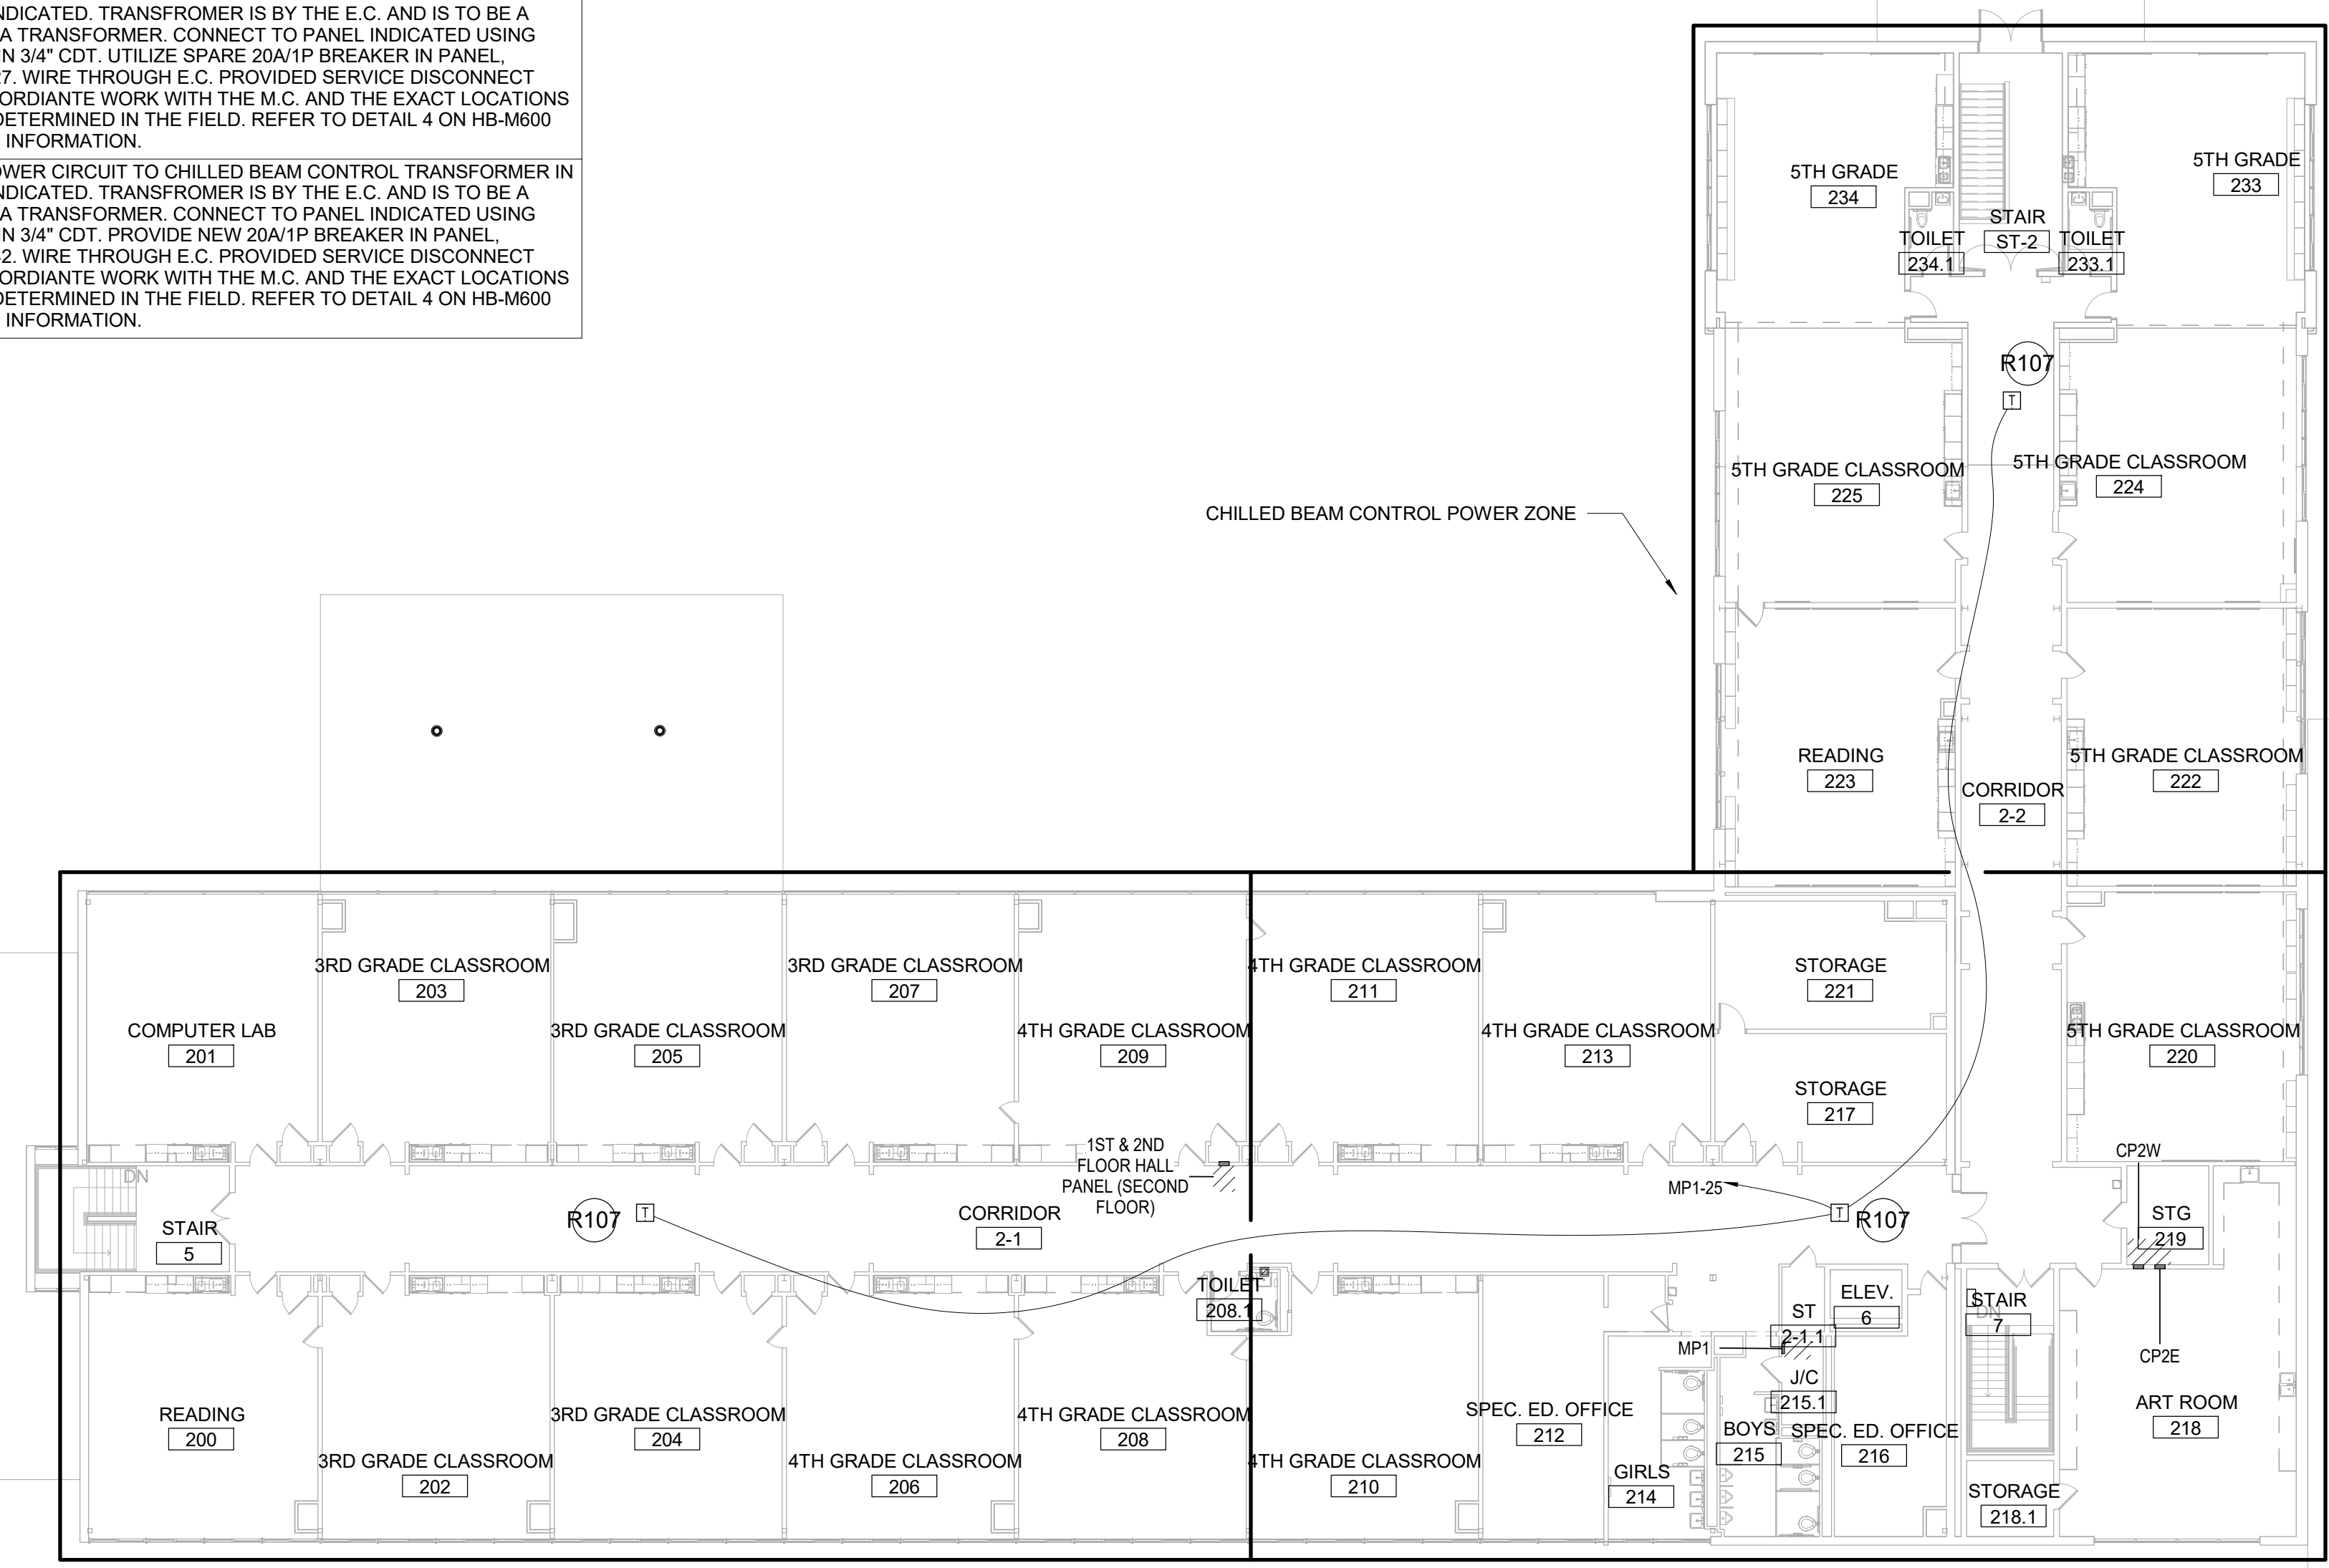 NDICATED. TRANSFROMER IS BY THE E.C. AND IS TO BE A
A TRANSFORMER. CONNECT TO PANEL INDICATED USING
IN 3/4" CDT. UTILIZE SPARE 20A/1P BREAKER IN PANEL,
27. WIRE THROUGH E.C. PROVIDED SERVICE DISCONNECT
ORDIANTE WORK WITH THE M.C. AND THE EXACT LOCATIONS
DETERMINED IN THE FIELD. REFER TO DETAIL 4 ON HB-M600
INFORMATION.
OWER CIRCUIT TO CHILLED BEAM CONTROL TRANSFORMER IN
NDICATED. TRANSFROMER IS BY THE E.C. AND IS TO BE A
A TRANSFORMER. CONNECT TO PANEL INDICATED USING
IN 3/4" CDT. PROVIDE NEW 20A/1P BREAKER IN PANEL,
42. WIRE THROUGH E.C. PROVIDED SERVICE DISCONNECT
ORDIANTE WORK WITH THE M.C. AND THE EXACT LOCATIONS
DETERMINED IN THE FIELD. REFER TO DETAIL 4 ON HB-M600
INFORMATION.
5TH GRADE
234
5TH GRADE
233
STAIR
ST-2
TOILET
234.1
TOILET
233.1
R107
T
5TH GRADE CLASSROOM
225
5TH GRADE CLASSROOM
224
CHILLED BEAM CONTROL POWER ZONE
READING
223
5TH GRADE CLASSROOM
222
CORRIDOR
2-2
COMPUTER LAB
201
3RD GRADE CLASSROOM
203
3RD GRADE CLASSROOM
205
3RD GRADE CLASSROOM
207
4TH GRADE CLASSROOM
209
4TH GRADE CLASSROOM
211
4TH GRADE CLASSROOM
213
STORAGE
221
STORAGE
217
5TH GRADE CLASSROOM
220
1ST & 2ND
FLOOR HALL
PANEL (SECOND
FLOOR)
CP2W
DN
STAIR
5
R107
T
CORRIDOR
2-1
MP1-25
T
R107
STG
219
TOILET
208.1
ST
2-1.1
ELEV.
6
STAIR
7
DN
MP1
CP2E
J/C
215.1
READING
200
3RD GRADE CLASSROOM
202
3RD GRADE CLASSROOM
204
4TH GRADE CLASSROOM
206
4TH GRADE CLASSROOM
208
4TH GRADE CLASSROOM
210
SPEC. ED. OFFICE
212
GIRLS
214
BOYS
215
SPEC. ED. OFFICE
216
ART ROOM
218
STORAGE
218.1